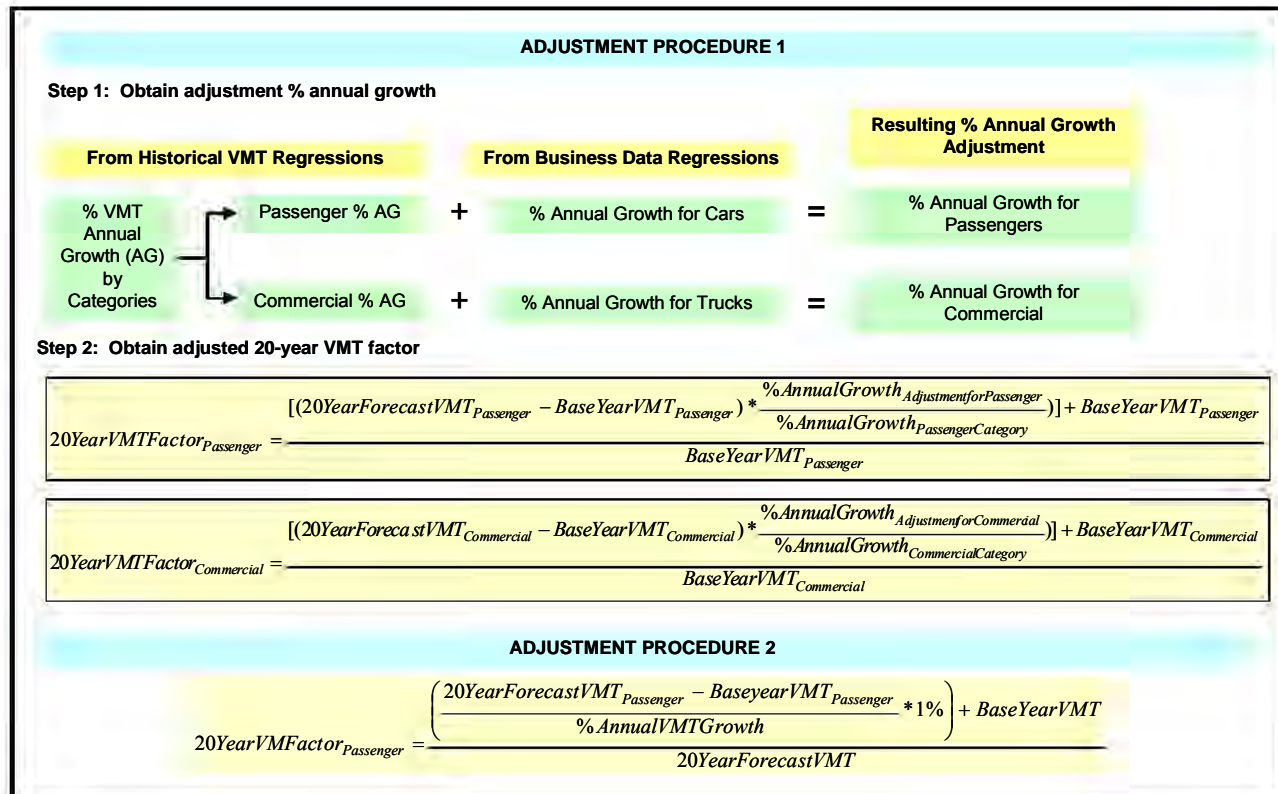 ADJUSTMENT PROCEDURE 1
Step 1: Obtain adjustment % annual growth
From Historical VMT Regressions
From Business Data Regressions
Resulting % Annual Growth
Adjustment
% VMT
Annual
Growth (AG)
by
Categories
Passenger % AG
+
% Annual Growth for Cars
=
% Annual Growth for
Passengers
Commercial % AG
+
% Annual Growth for Trucks
=
% Annual Growth for
Commercial
Step 2: Obtain adjusted 20-year VMT factor
20YearVMTFactor_Passenger = [(20YearForecastVMT_Passenger − BaseYearVMT_Passenger) * %AnnualGrowth_AdjustmentforPassenger / %AnnualGrowth_PassengerCategory )] + BaseYearVMT_Passenger / BaseYearVMT_Passenger
20YearVMTFactor_Commercial = [(20YearForecastVMT_Commercial − BaseYearVMT_Commercial) * %AnnualGrowth_AdjustmentforCommercial / %AnnualGrowth_CommercialCategory )] + BaseYearVMT_Commercial / BaseYearVMT_Commercial
ADJUSTMENT PROCEDURE 2
20YearVMFactor_Passenger = ( 20YearForecastVMT_Passenger − BaseyearVMT_Passenger / %AnnualVMTGrowth *1% ) + BaseYearVMT / 20YearForecastVMT